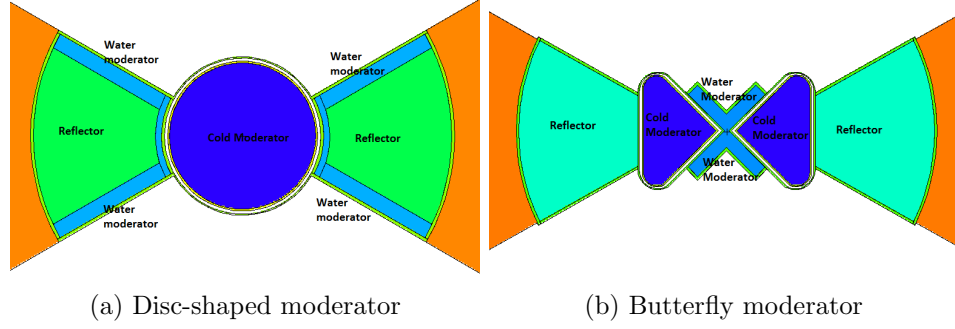 Water
moderator
Water
moderator
Reflector
Cold Moderator
Reflector
Water
moderator
Water
moderator
(a) Disc-shaped moderator
Water
Moderator
Reflector
Cold
Moderator
Cold
Moderator
Reflector
Water
Moderator
(b) Butterfly moderator